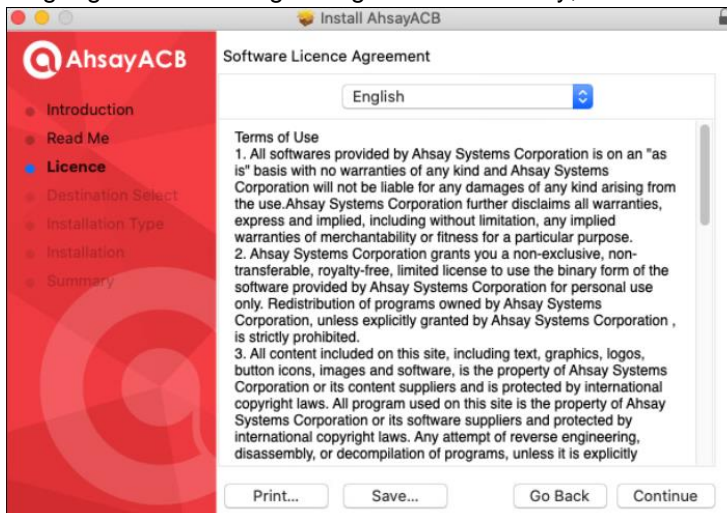 Install AhsayACB
AhsayACB
Introduction
Read Me
Licence
Destination Select
Installation Type
Installation
Summary
Software Licence Agreement
English
Terms of Use
1. All softwares provided by Ahsay Systems Corporation is on an "as
is" basis with no warranties of any kind and Ahsay Systems
Corporation will not be liable for any damages of any kind arising from
the use.Ahsay Systems Corporation further disclaims all warranties,
express and implied, including without limitation, any implied
warranties of merchantability or fitness for a particular purpose.
2. Ahsay Systems Corporation grants you a non-exclusive, non-
transferable, royalty-free, limited license to use the binary form of the
software provided by Ahsay Systems Corporation for personal use
only. Redistribution of programs owned by Ahsay Systems
Corporation, unless explicitly granted by Ahsay Systems Corporation ,
is strictly prohibited.
3. All content included on this site, including text, graphics, logos,
button icons, images and software, is the property of Ahsay Systems
Corporation or its content suppliers and is protected by international
copyright laws. All program used on this site is the property of Ahsay
Systems Corporation or its software suppliers and protected by
international copyright laws. Any attempt of reverse engineering,
disassembly, or decompilation of programs, unless it is explicitly
Print...
Save...
Go Back
Continue